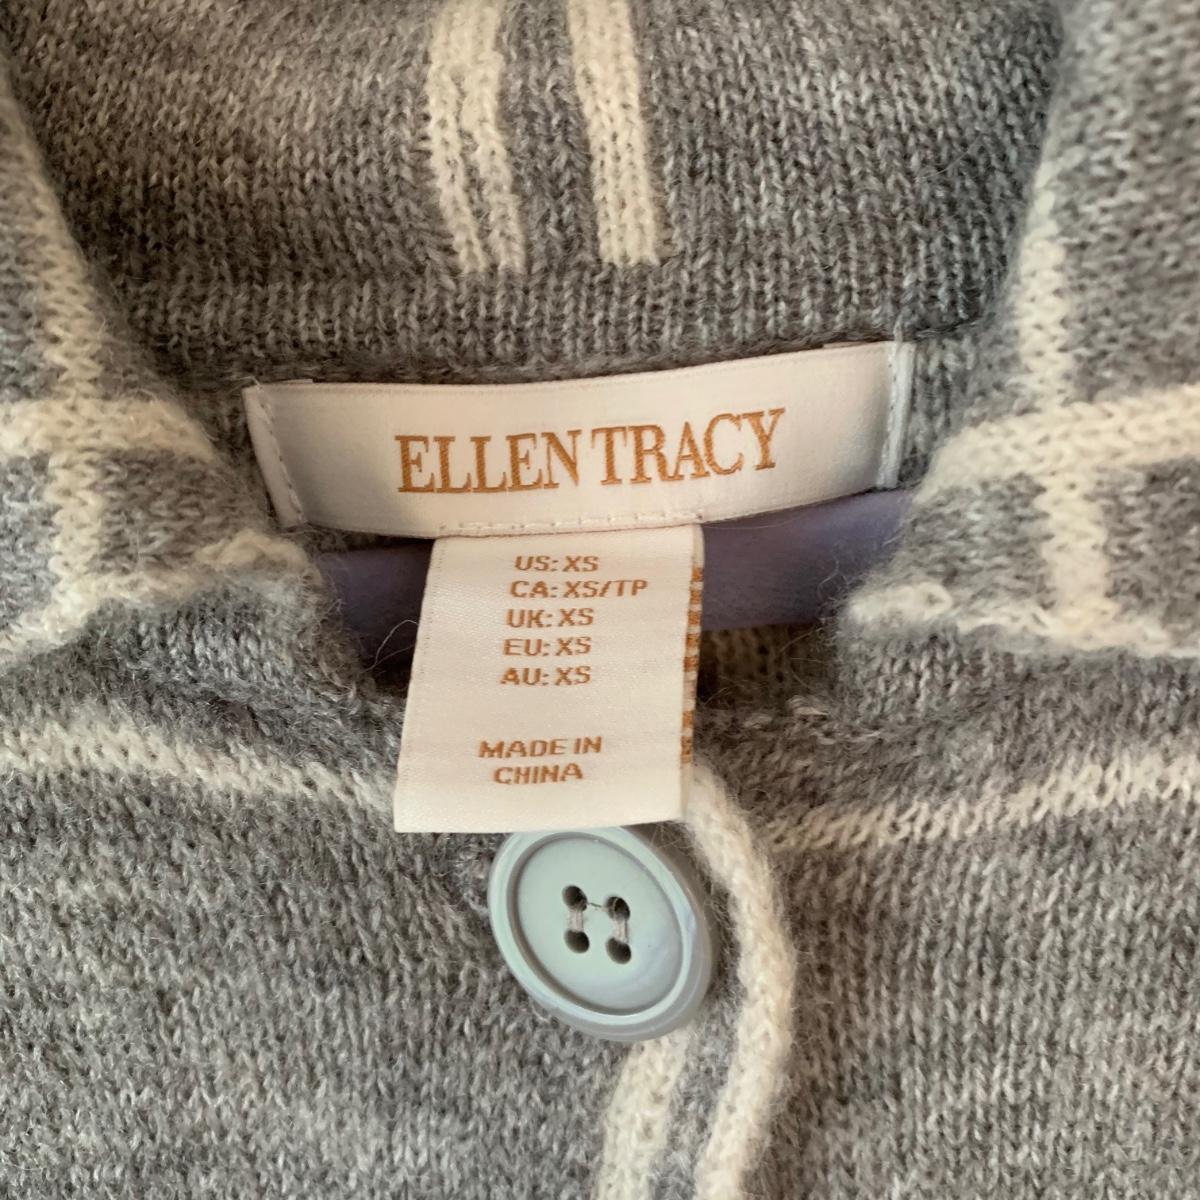 ELLEN TRACY
US: XS
CA: XS/TP
UK: XS
EU: XS
AU: XS
MADE IN
CHINA